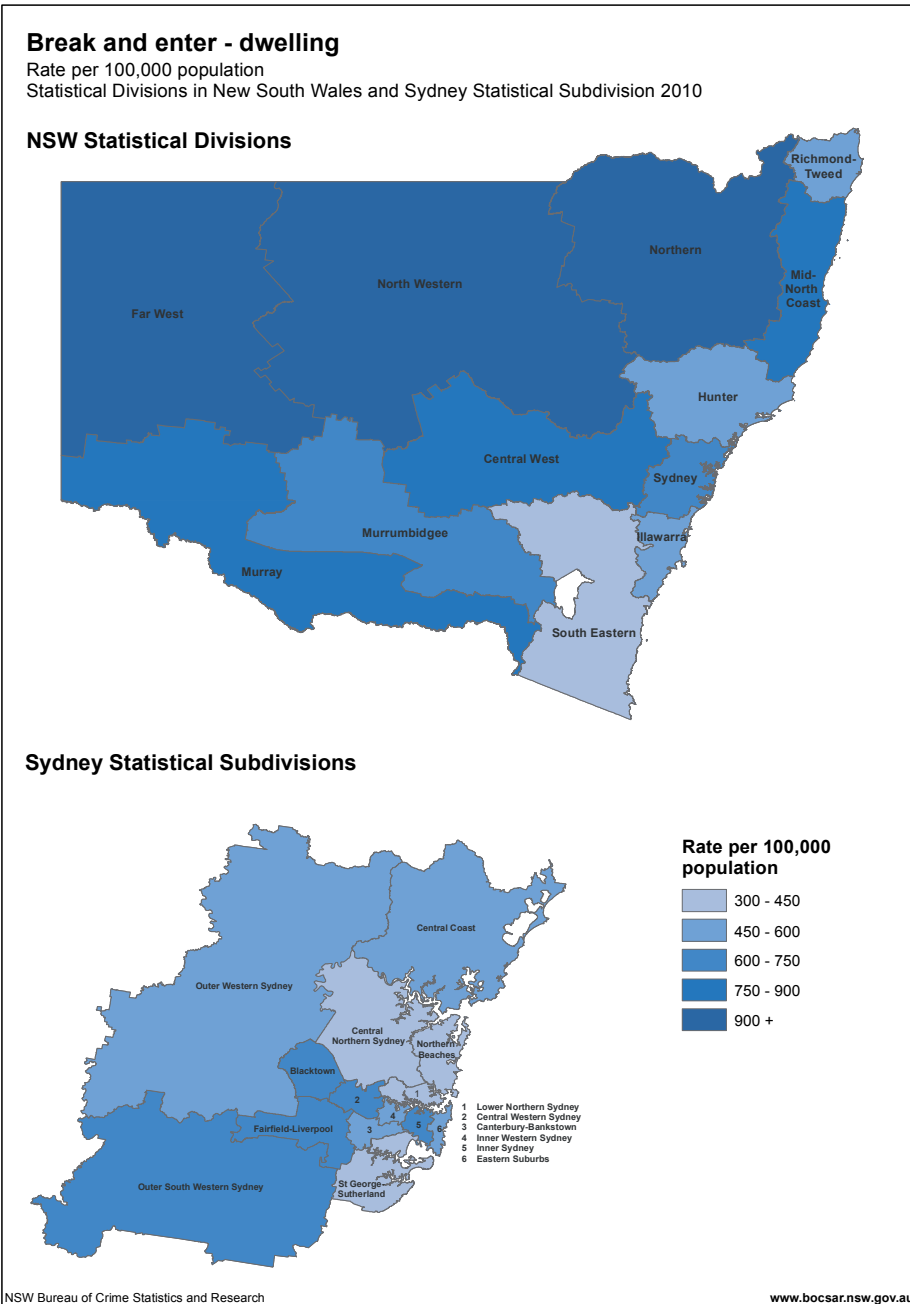 Break and enter - dwelling
Rate per 100,000 population
Statistical Divisions in New South Wales and Sydney Statistical Subdivision 2010
NSW Statistical Divisions
Richmond-
Tweed
Northern
North Western
Mid-
North
Coast
Far West
Hunter
Central West
Sydney
Murrumbidgee
Illawarra
Murray
South Eastern
Sydney Statistical Subdivisions
Rate per 100,000
population
300 - 450
450 - 600
600 - 750
750 - 900
900 +
Central Coast
Outer Western Sydney
Central
Northern Sydney
Northern
Beaches
Blacktown
1
2
3
4
5
6
Fairfield-Liverpool
1 Lower Northern Sydney
2 Central Western Sydney
3 Canterbury-Bankstown
4 Inner Western Sydney
5 Inner Sydney
6 Eastern Suburbs
Outer South Western Sydney
St George-
Sutherland
NSW Bureau of Crime Statistics and Research
www.bocsar.nsw.gov.au